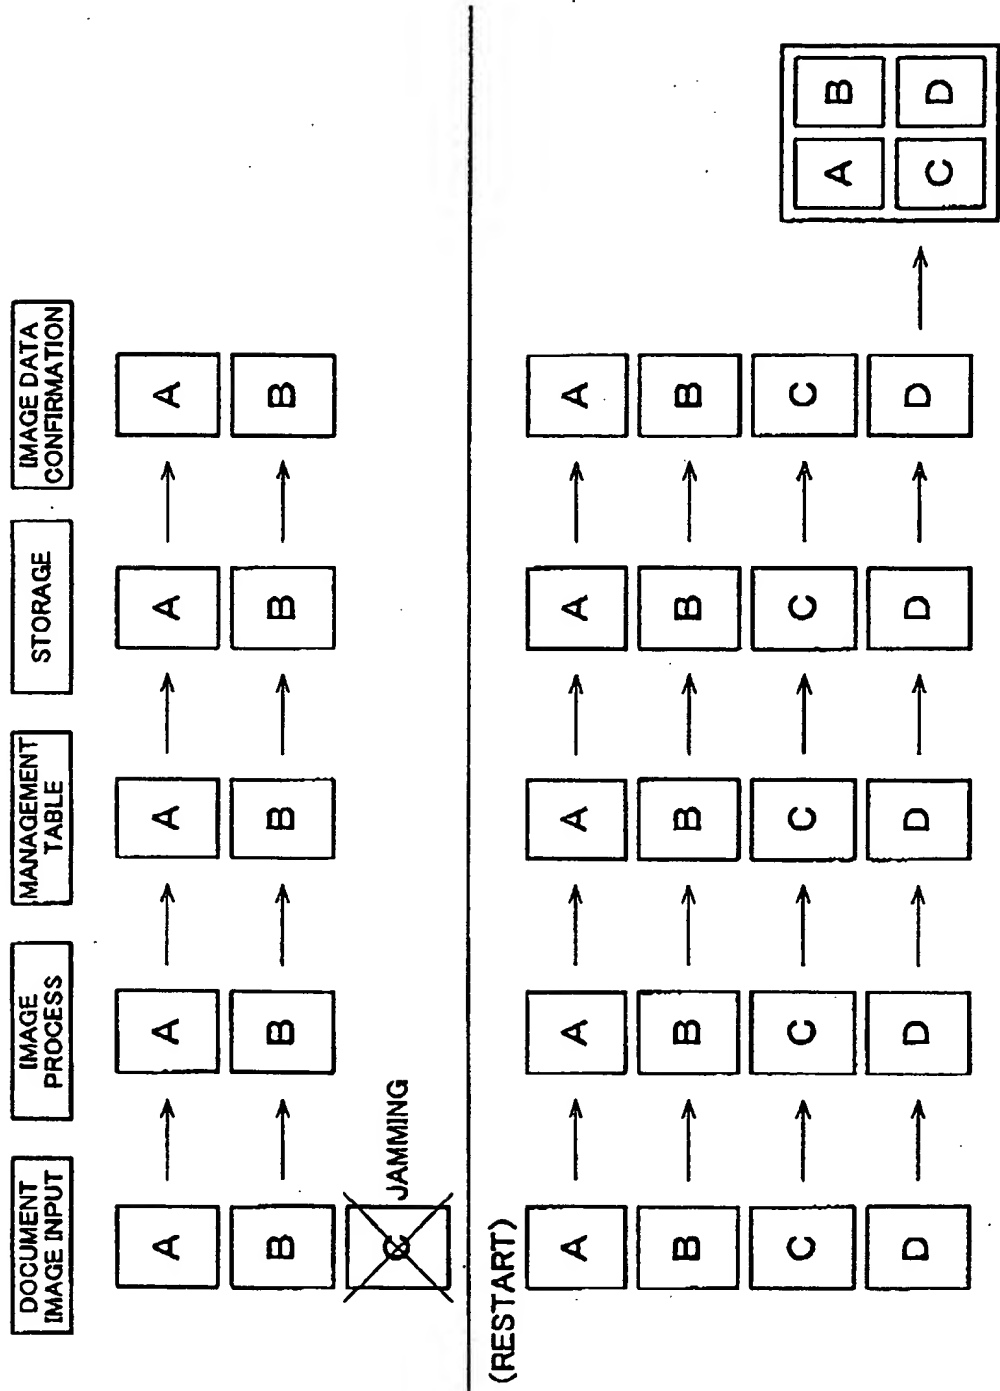 DOCUMENT
IMAGE INPUT
IMAGE
PROCESS
MANAGEMENT
TABLE
STORAGE
IMAGE DATA
CONFIRMATION
A A A A A
B B B B B
C
JAMMING
(RESTART)
A A A A A
B B B B B
C C C C C
D D D D D
A B
C D